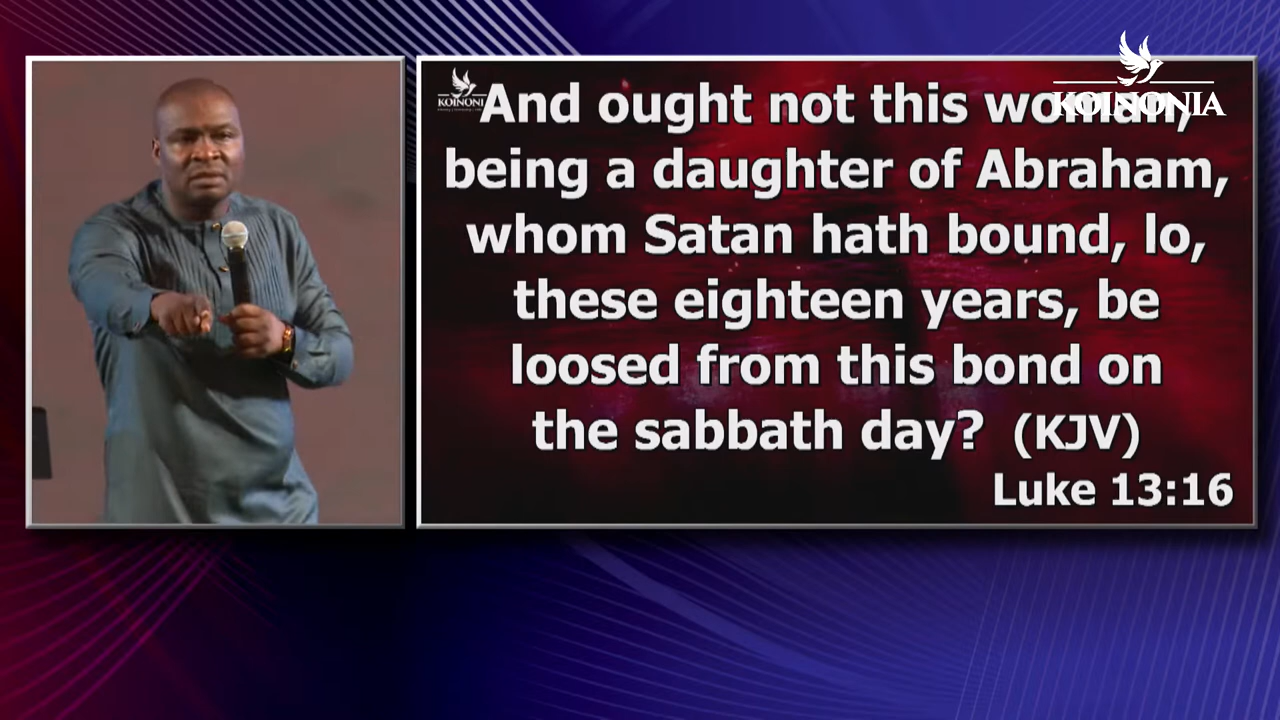 KOINONIA
KOINONI
And ought not this woman,
being a daughter of Abraham,
whom Satan hath bound, lo,
these eighteen years, be
loosed from this bond on
the sabbath day? (KJV)
Luke 13:16